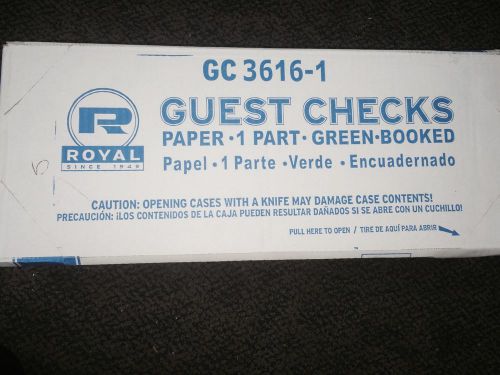 GC 3616-1
R
ROYAL
SINCE 1946
GUEST CHECKS
PAPER • 1 PART • GREEN • BOOKED
Papel • 1 Parte • Verde • Encuadernado
5
CAUTION: OPENING CASES WITH A KNIFE MAY DAMAGE CASE CONTENTS!
PRECAUCIÓN: ¡LOS CONTENIDOS DE LA CAJA PUEDEN RESULTAR DAÑADOS SI SE ABRE CON UN CUCHILLO!
PULL HERE TO OPEN / TIRE DE AQUÍ PARA ABRIR